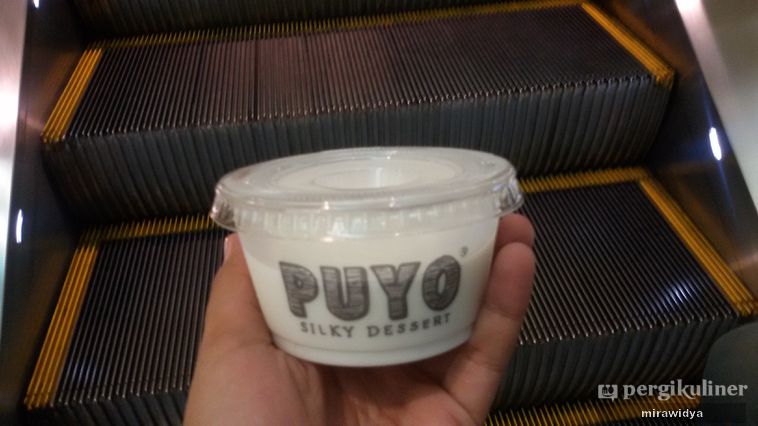 PUYO
SILKY DESSERT
pergikuliner
mirawidya